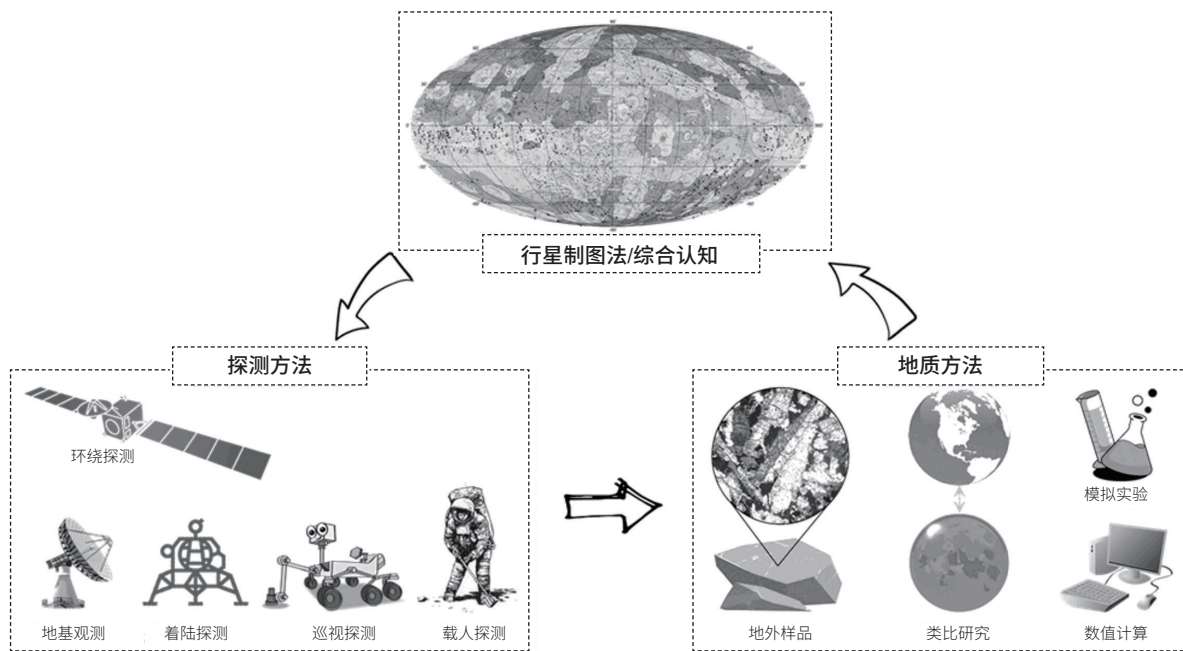 行星制图法/综合认知
探测方法
环绕探测
地基观测
着陆探测
巡视探测
载人探测
地质方法
模拟实验
地外样品
类比研究
数值计算